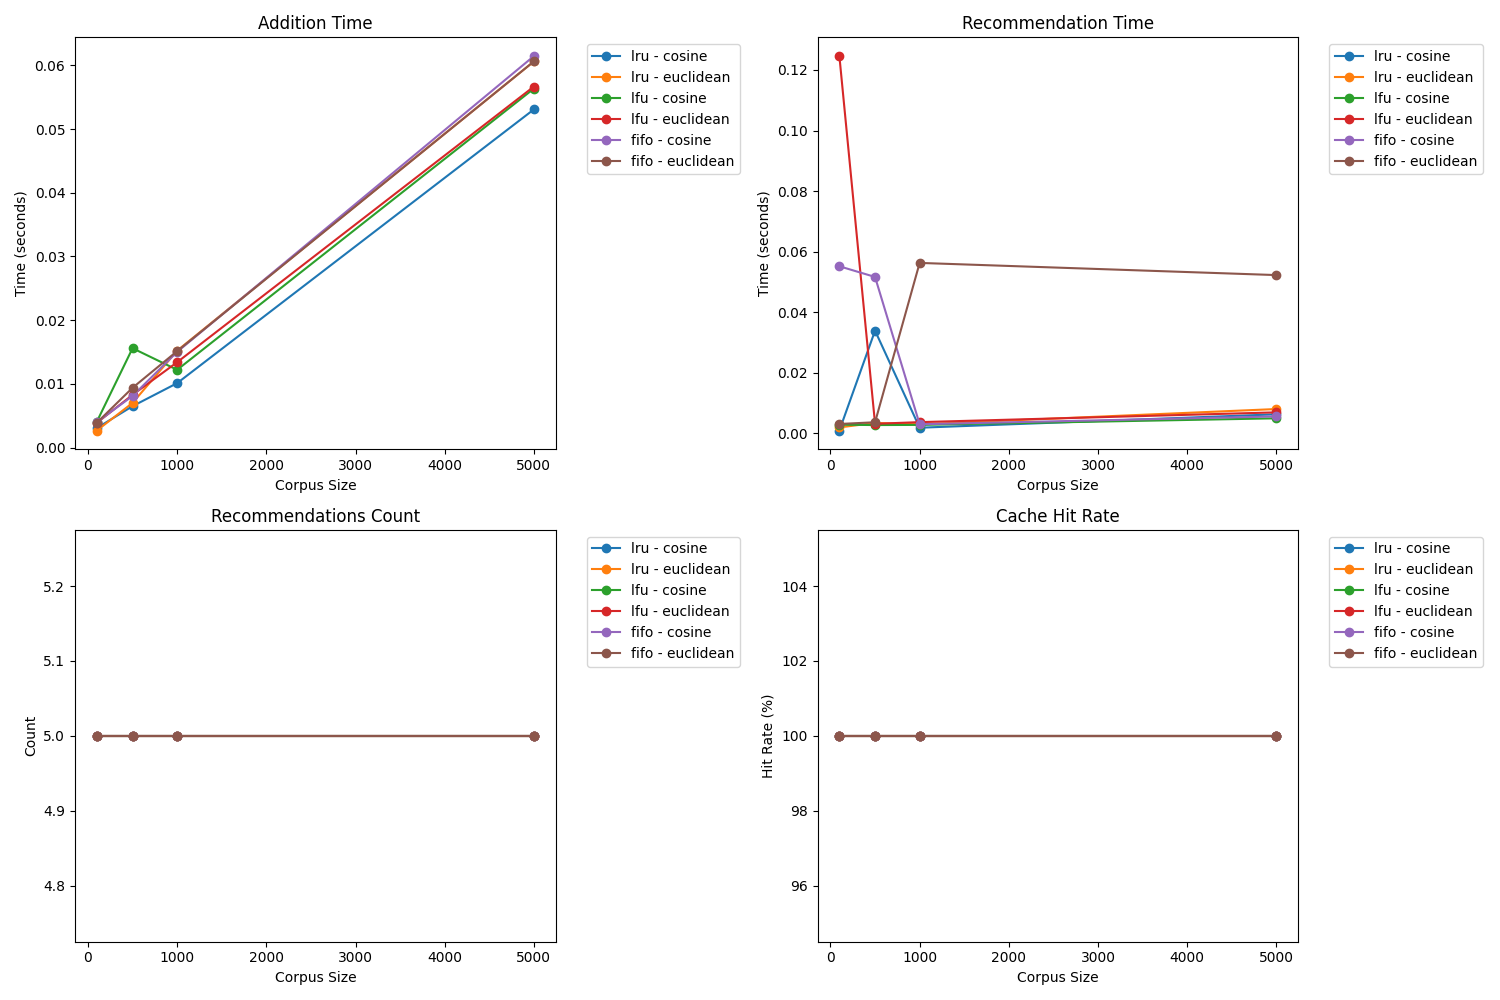 Addition Time
Time (seconds)
0.06
0.05
0.04
0.03
0.02
0.01
0.00
0 1000 2000 3000 4000 5000
Corpus Size
lru - cosine
lru - euclidean
lfu - cosine
lfu - euclidean
fifo - cosine
fifo - euclidean
Recommendation Time
Time (seconds)
0.12
0.10
0.08
0.06
0.04
0.02
0.00
0 1000 2000 3000 4000 5000
Corpus Size
lru - cosine
lru - euclidean
lfu - cosine
lfu - euclidean
fifo - cosine
fifo - euclidean
Recommendations Count
Count
5.2
5.1
5.0
4.9
4.8
0 1000 2000 3000 4000 5000
Corpus Size
lru - cosine
lru - euclidean
lfu - cosine
lfu - euclidean
fifo - cosine
fifo - euclidean
Cache Hit Rate
Hit Rate (%)
104
102
100
98
96
0 1000 2000 3000 4000 5000
Corpus Size
lru - cosine
lru - euclidean
lfu - cosine
lfu - euclidean
fifo - cosine
fifo - euclidean